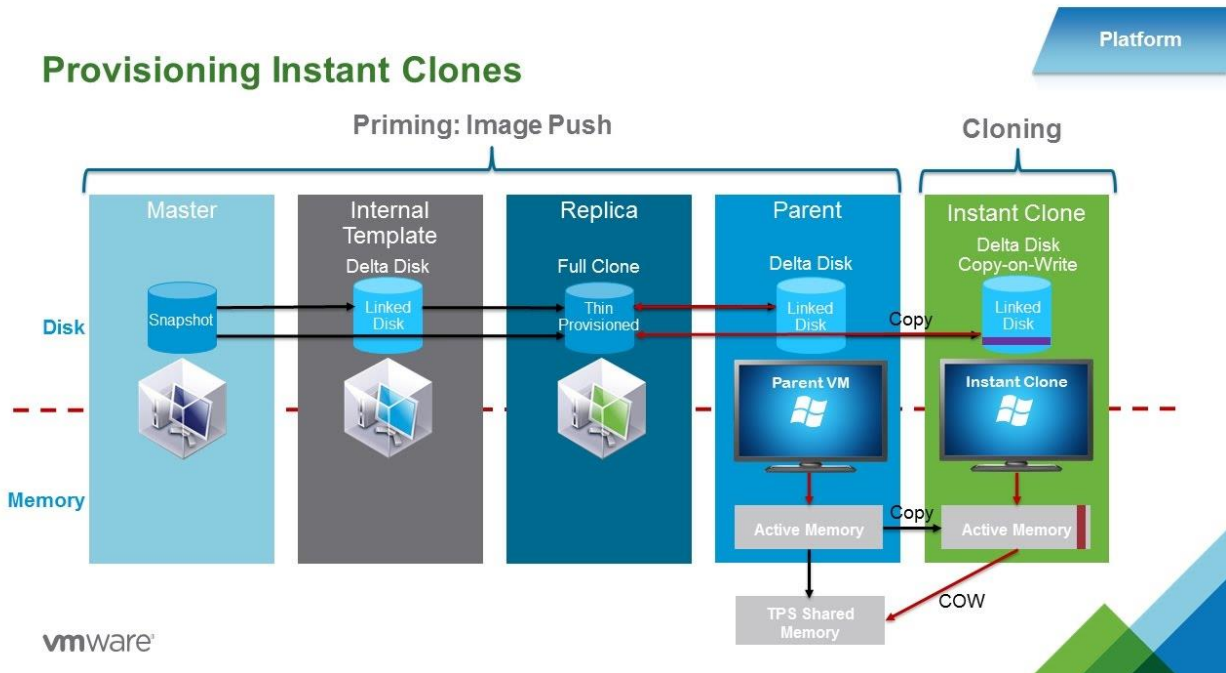 Platform
Provisioning Instant Clones
Priming: Image Push
Cloning
Master
Internal
Template
Replica
Parent
Instant Clone
Delta Disk
Full Clone
Delta Disk
Delta Disk
Copy-on-Write
Disk
Snapshot
Linked
Disk
Thin
Provisioned
Linked
Disk
Copy
Linked
Disk
Parent VM
Instant Clone
Memory
Active Memory
Copy
Active Memory
TPS Shared
Memory
COW
vmware®